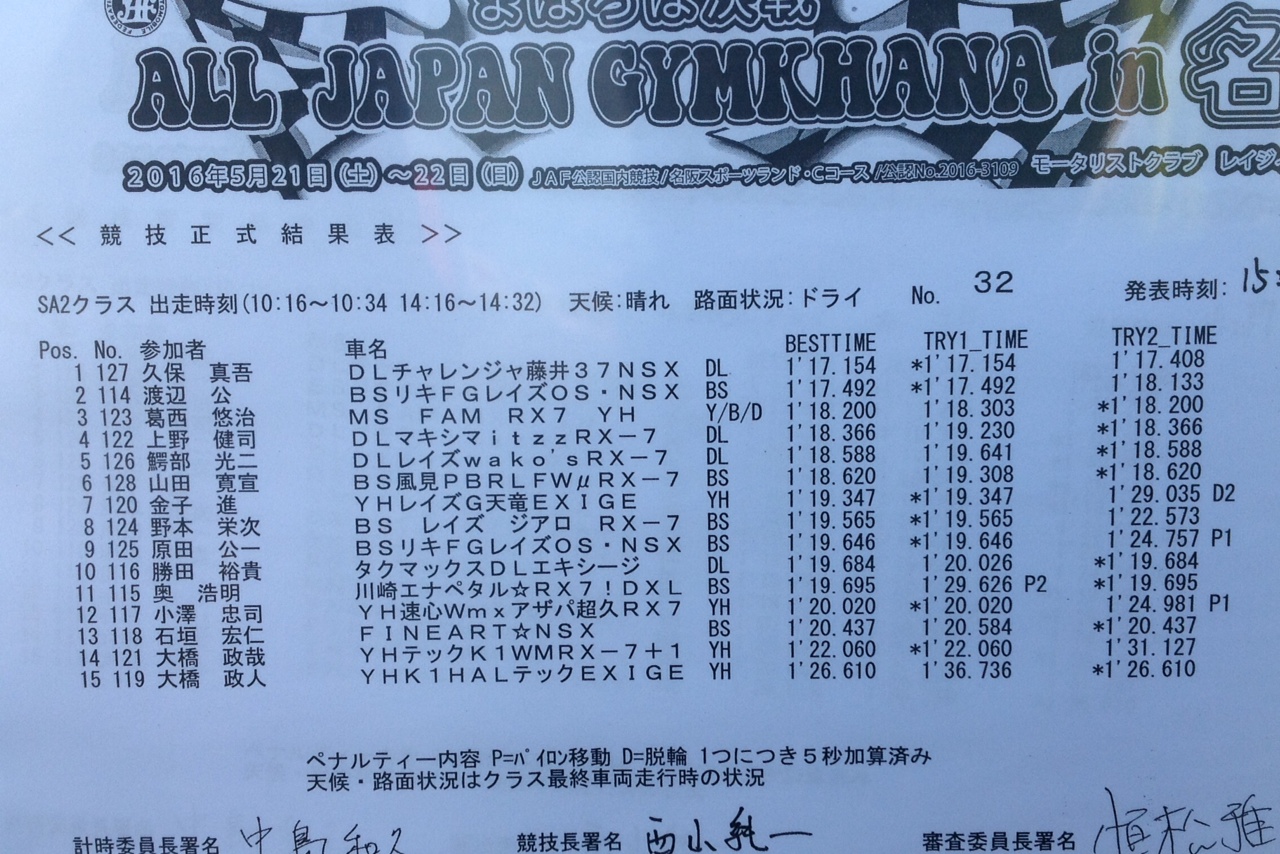 まほろば決戦
ALL JAPAN GYMKHANA in 名
2016年5月21日(土)～22日(日) JAF公認国内競技/名阪スポーツランド・Cコース/公認No.2016-3109 モータリストクラブ レイジ
<< 競技正式結果表 >>
SA2クラス 出走時刻(10:16～10:34 14:16～14:32) 天候:晴れ 路面状況:ドライ No. 32 発表時刻: 15:
Pos. No. 参加者 車名 BESTTIME TRY1_TIME TRY2_TIME
1 127 久保 真吾 DLチャレンジャ藤井37NSX DL 1'17.154 *1'17.154 1'17.408
2 114 渡辺 公 BSリキFGレイズOS・NSX BS 1'17.492 *1'17.492 1'18.133
3 123 葛西 悠治 MS FAM RX7 YH Y/B/D 1'18.200 1'18.303 *1'18.200
4 122 上野 健司 DLマキシマitzzRX-7 DL 1'18.366 1'19.230 *1'18.366
5 126 鰐部 光二 DLレイズwako'sRX-7 DL 1'18.588 1'19.641 *1'18.588
6 128 山田 寛宣 BS風見PBRLFWμRX-7 BS 1'18.620 1'19.308 *1'18.620
7 120 金子 進 YHレイズG天竜EXIGE YH 1'19.347 *1'19.347 1'29.035 D2
8 124 野本 栄次 BS レイズ ジアロ RX-7 BS 1'19.565 *1'19.565 1'22.573
9 125 原田 公一 BSリキFGレイズOS・NSX BS 1'19.646 *1'19.646 1'24.757 P1
10 116 勝田 裕貴 タクマックスDLエキシージ DL 1'19.684 1'20.026 *1'19.684
11 115 奥 浩明 川崎エナペタル☆RX7!DXL BS 1'19.695 1'29.626 P2 *1'19.695
12 117 小澤 忠司 YH速心Wmxアザパ超久RX7 YH 1'20.020 *1'20.020 1'24.981 P1
13 118 石垣 宏仁 FINEART☆NSX BS 1'20.437 1'20.584 *1'20.437
14 121 大橋 政哉 YHテックK1WMRX-7+1 YH 1'22.060 *1'22.060 1'31.127
15 119 大橋 政人 YHK1HALテックEXIGE YH 1'26.610 1'36.736 *1'26.610
ペナルティー内容 P=ﾊﾟｲﾛﾝ移動 D=脱輪 1つにつき5秒加算済み
天候・路面状況はクラス最終車両走行時の状況
計時委員長署名 中島和久 競技長署名 西小純一 審査委員長署名 恒松雅